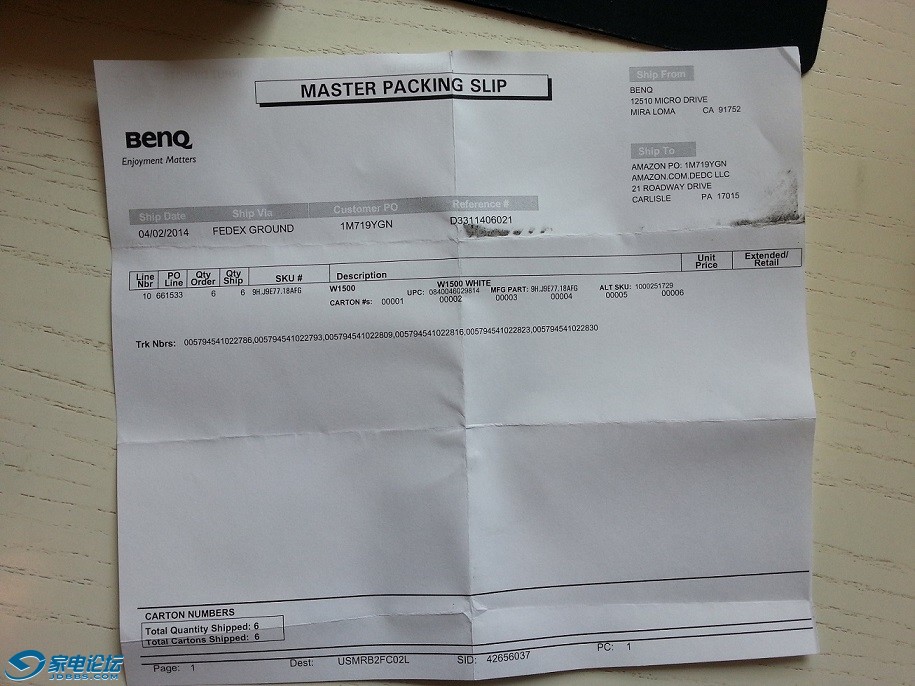 MASTER PACKING SLIP
BenQ
Enjoyment Matters
Ship From
BENQ
12510 MICRO DRIVE
MIRA LOMA CA 91752
Ship To
AMAZON PO: 1M719YGN
AMAZON.COM.DEDC LLC
21 ROADWAY DRIVE
CARLISLE PA 17015
Ship Date Ship Via Customer PO Reference #
04/02/2014 FEDEX GROUND 1M719YGN D3311406021
Line Nbr PO Line Qty Order Qty Ship SKU # Description Unit Price Extended/ Retail
10 661533 6 6 9H.J9E77.18AFG W1500 W1500 WHITE
UPC: 0840046029814 MFG PART: 9H.J9E77.18AFG ALT SKU: 1000251729
CARTON #s: 00001 00002 00003 00004 00005 00006
Trk Nbrs: 005794541022786,005794541022793,005794541022809,005794541022816,005794541022823,005794541022830
CARTON NUMBERS
Total Quantity Shipped: 6
Total Cartons Shipped: 6
Page: 1 Dest: USMRB2FC02L SID: 42656037 PC: 1
家电论坛
JDBBS.COM